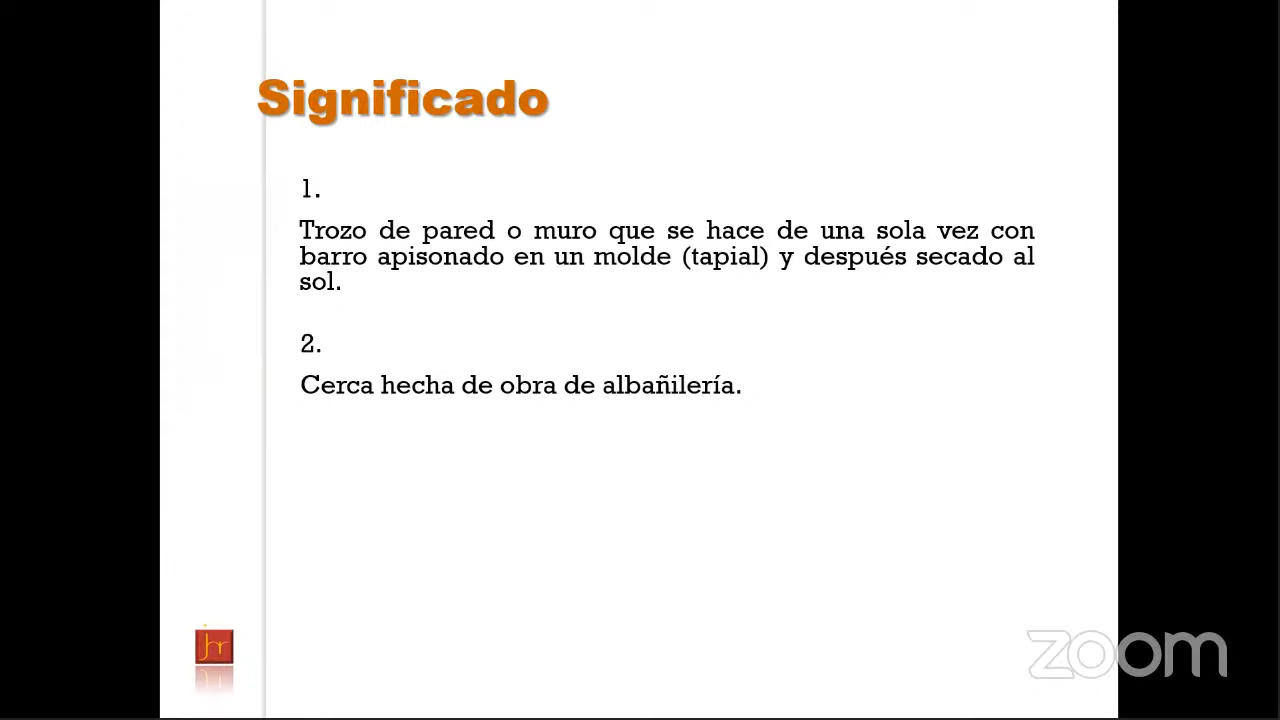 Significado
1.
Trozo de pared o muro que se hace de una sola vez con
barro apisonado en un molde (tapial) y después secado al
sol.
2.
Cerca hecha de obra de albañilería.
jhr
zoom